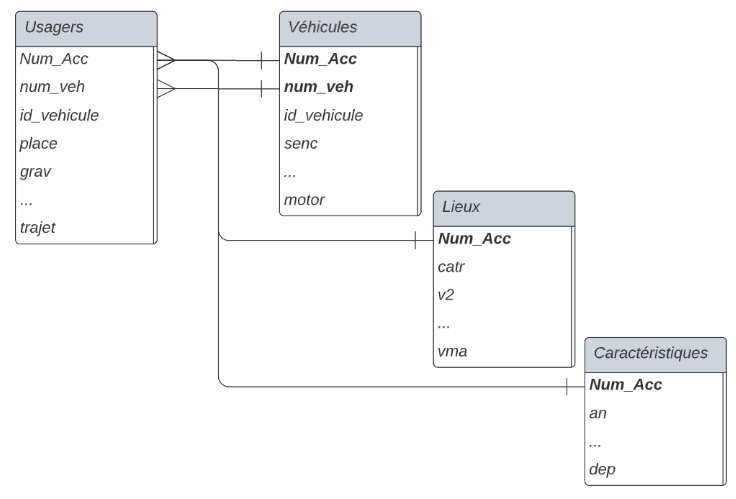 Usagers
Num_Acc
num_veh
id_vehicule
place
grav
...
trajet
Véhicules
Num_Acc
num_veh
id_vehicule
senc
...
motor
Lieux
Num_Acc
catr
v2
...
vma
Caractéristiques
Num_Acc
an
...
dep